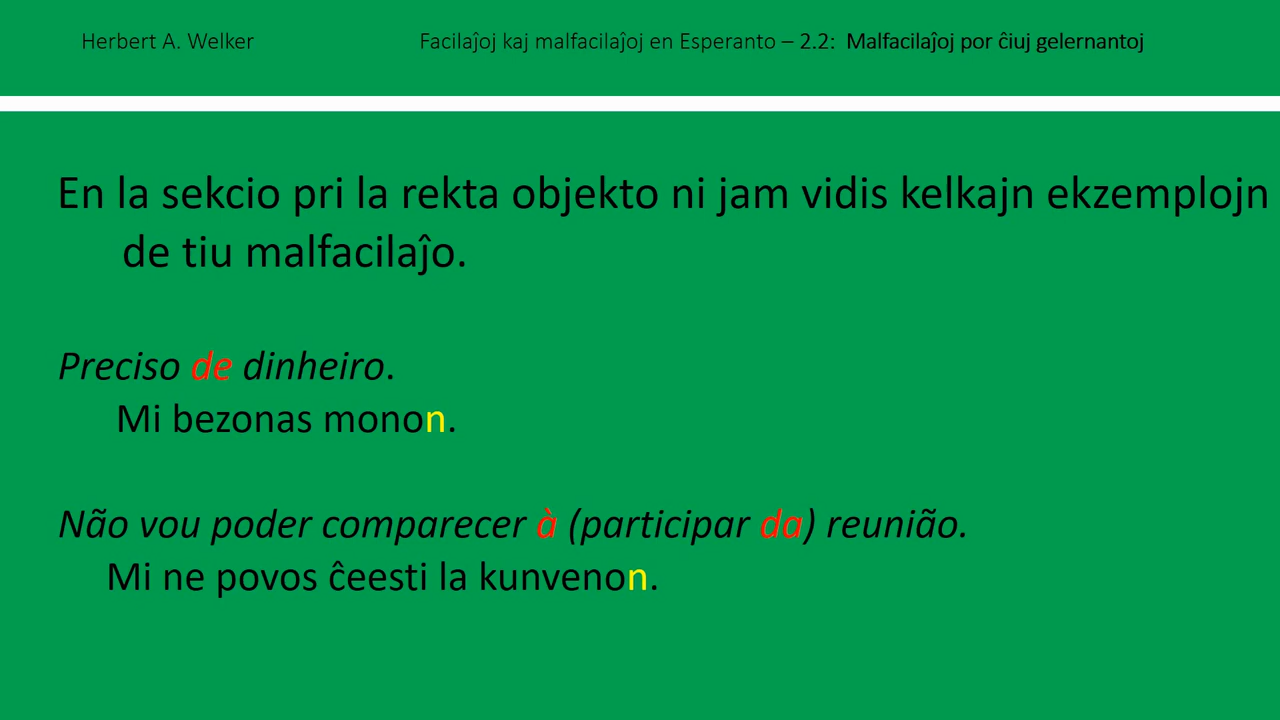 Herbert A. Welker Facilaĵoj kaj malfacilaĵoj en Esperanto – 2.2: Malfacilaĵoj por ĉiuj gelernantoj
En la sekcio pri la rekta objekto ni jam vidis kelkajn ekzemplojn
de tiu malfacilaĵo.
Preciso de dinheiro.
Mi bezonas monon.
Não vou poder comparecer à (participar da) reunião.
Mi ne povos ĉeesti la kunvenon.